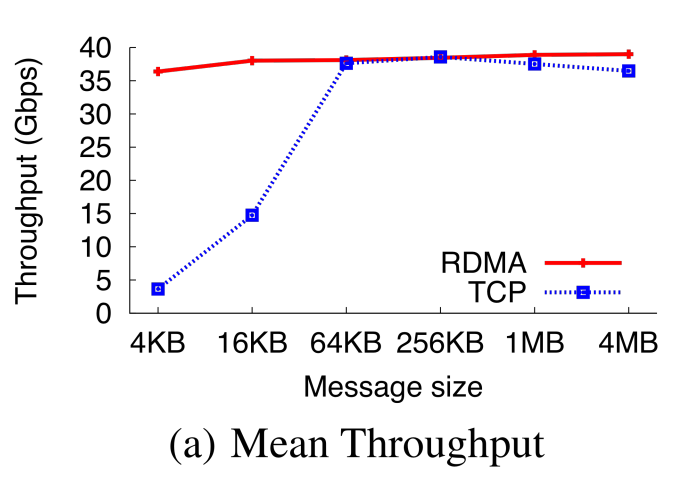 40
35
30
25
20
15
10
5
0
Throughput (Gbps)
RDMA
TCP
4KB 16KB 64KB 256KB 1MB 4MB
Message size
(a) Mean Throughput